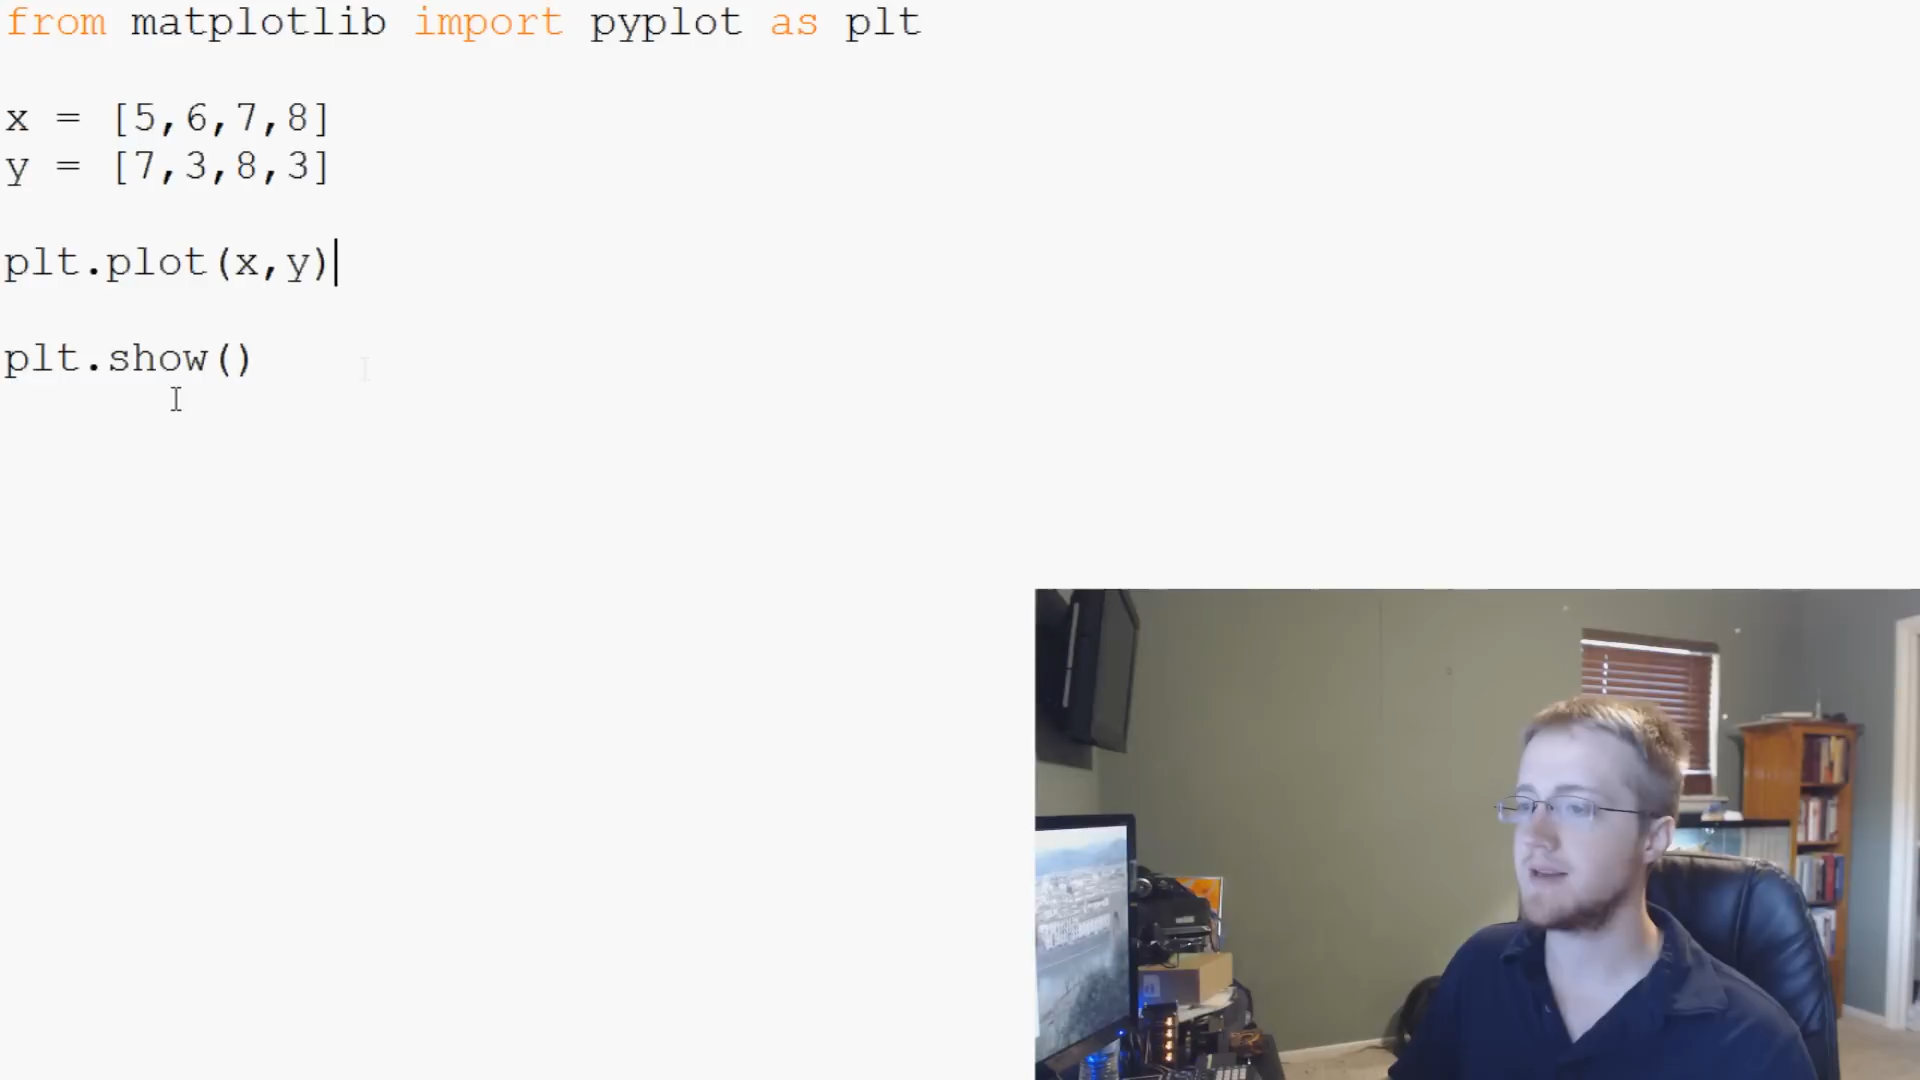 from matplotlib import pyplot as plt
x = [5,6,7,8]
y = [7,3,8,3]
plt.plot(x,y)
plt.show()